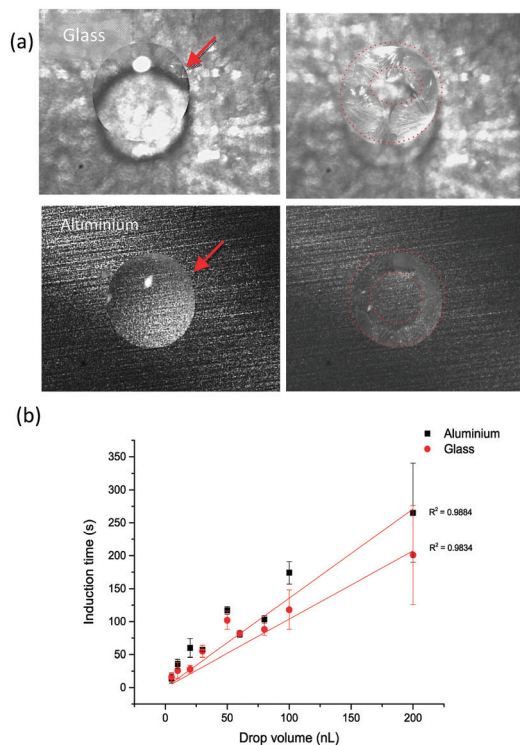 (a)
Glass
Aluminium
(b)
Aluminium
Glass
350
300
250
200
150
100
50
0
Induction time (s)
R² = 0.9884
R² = 0.9834
0
50
100
150
200
Drop volume (nL)